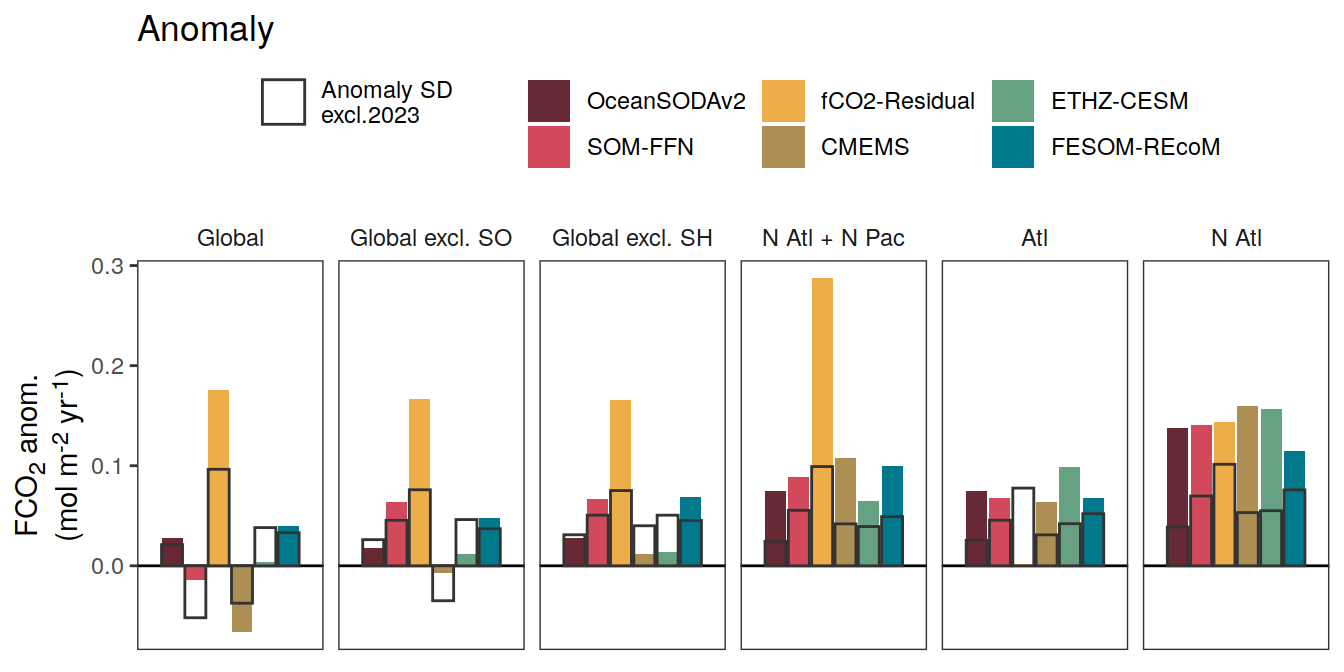 Anomaly
Anomaly SD
excl.2023
OceanSODAv2
fCO2-Residual
ETHZ-CESM
SOM-FFN
CMEMS
FESOM-REcoM
Global
Global excl. SO
Global excl. SH
N Atl + N Pac
Atl
N Atl
FCO₂ anom.
(mol m⁻² yr⁻¹)
0.3
0.2
0.1
0.0